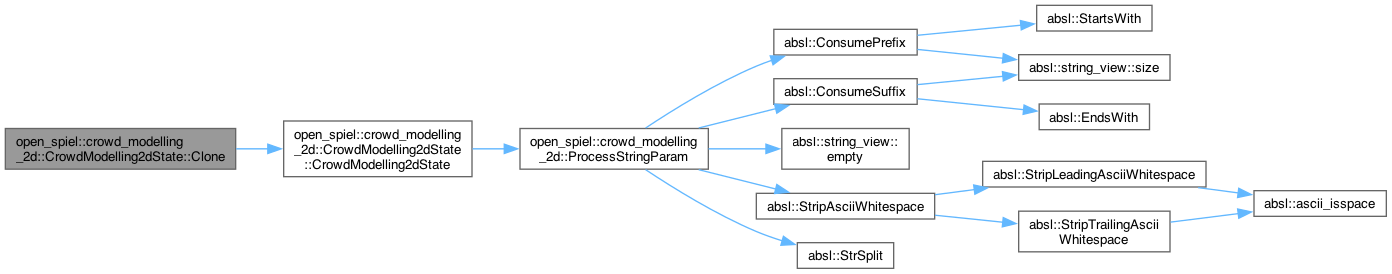 open_spiel::crowd_modelling
_2d::CrowdModelling2dState::Clone
open_spiel::crowd_modelling
_2d::CrowdModelling2dState
::CrowdModelling2dState
open_spiel::crowd_modelling
_2d::ProcessStringParam
absl::ConsumePrefix
absl::StartsWith
absl::string_view::size
absl::ConsumeSuffix
absl::EndsWith
absl::string_view::
empty
absl::StripAsciiWhitespace
absl::StripLeadingAsciiWhitespace
absl::ascii_isspace
absl::StripTrailingAscii
Whitespace
absl::StrSplit